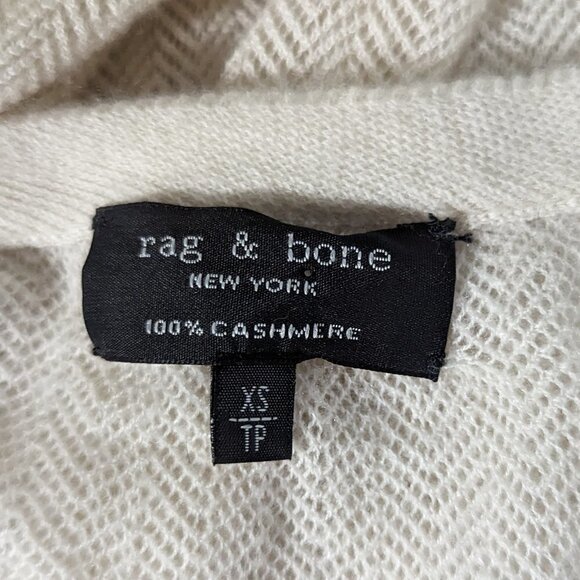 rag & bone
NEW YORK
100% CASHMERE
XS
TP